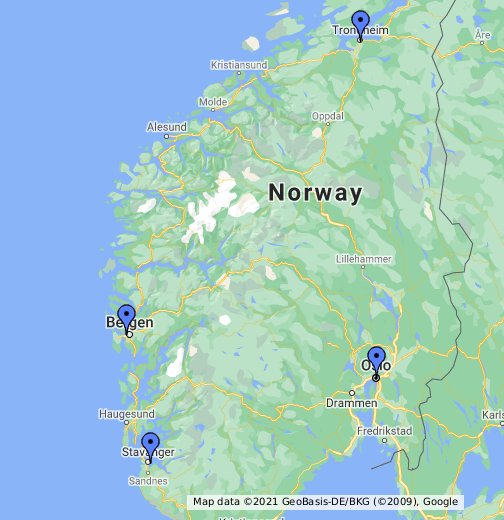 Trondheim
Åre
Kristiansund
Molde
Oppdal
Alesund
Norway
Lillehammer
Bergen
Oslo
Drammen
Haugesund
Fredrikstad
Karls
Stavanger
Sandnes
Map data ©2021 GeoBasis-DE/BKG (©2009), Google